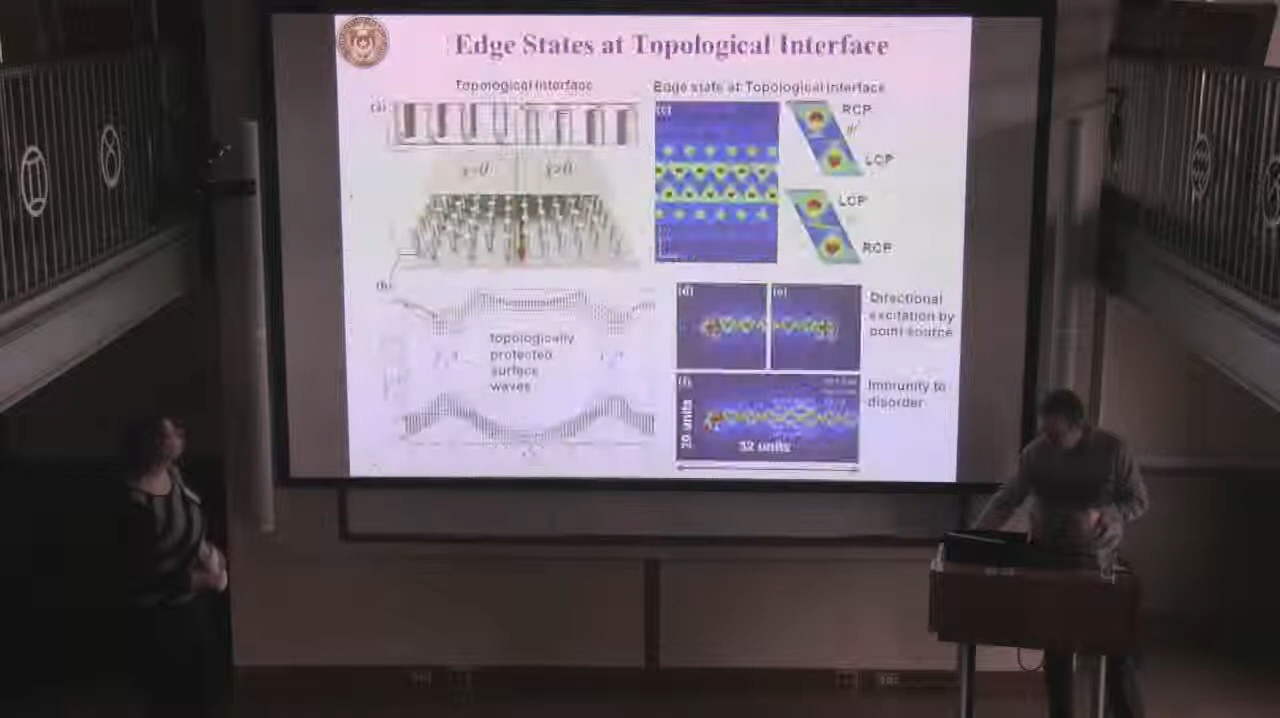 Edge States at Topological Interface
Topological Interface
Edge state at Topological Interface
(a)
(c)
RCP
LCP
LCP
RCP
(b)
topologically
protected
surface
waves
(d)
(e)
Directional
excitation by
point source
(f)
20 units
32 units
Immunity to
disorder